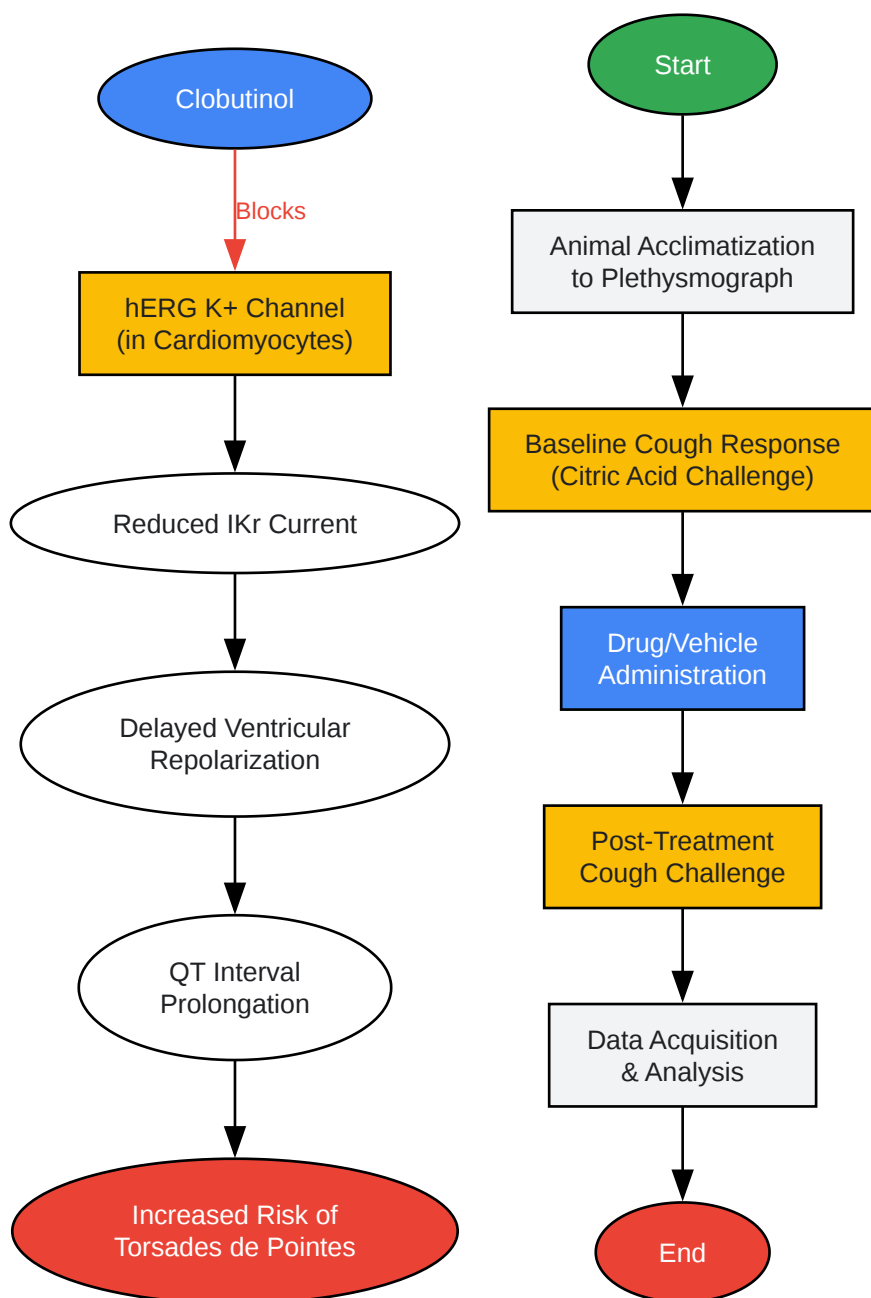 Clobutinol
Blocks
hERG K+ Channel
(in Cardiomyocytes)
Reduced IKr Current
Delayed Ventricular
Repolarization
QT Interval
Prolongation
Increased Risk of
Torsades de Pointes
Start
Animal Acclimatization
to Plethysmograph
Baseline Cough Response
(Citric Acid Challenge)
Drug/Vehicle
Administration
Post-Treatment
Cough Challenge
Data Acquisition
& Analysis
End